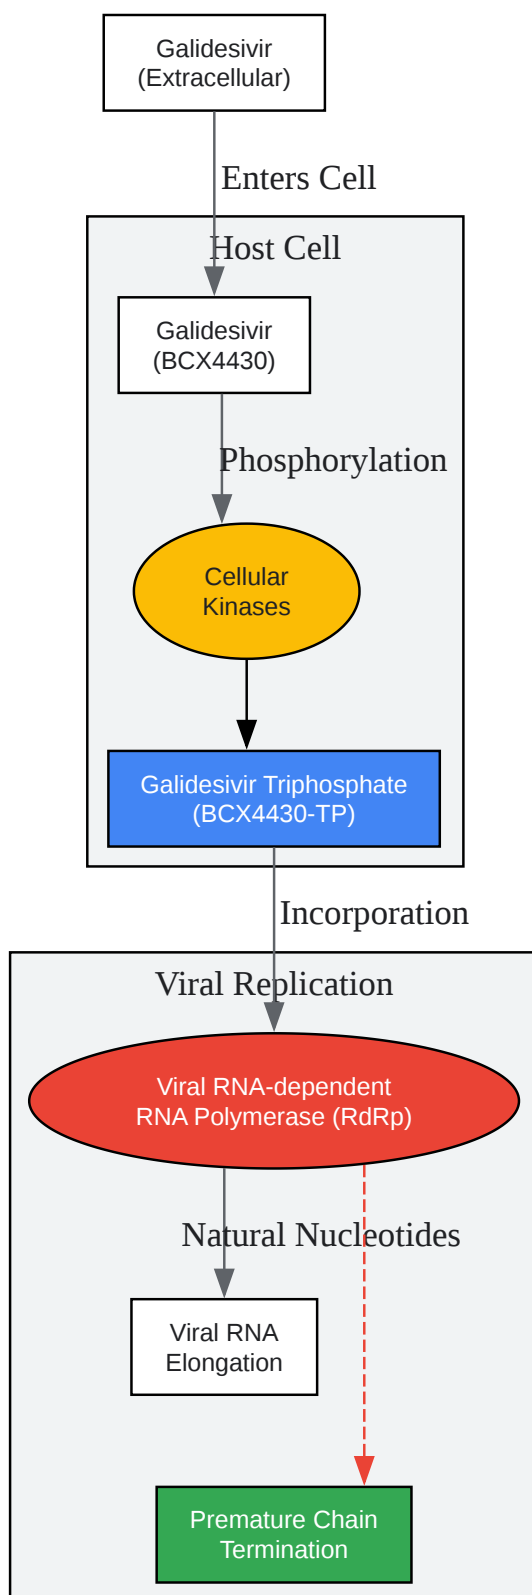 Galidesivir
(Extracellular)
Enters Cell
Host Cell
Galidesivir
(BCX4430)
Phosphorylation
Cellular
Kinases
Galidesivir Triphosphate
(BCX4430-TP)
Incorporation
Viral Replication
Viral RNA-dependent
RNA Polymerase (RdRp)
Natural Nucleotides
Viral RNA
Elongation
Premature Chain
Termination